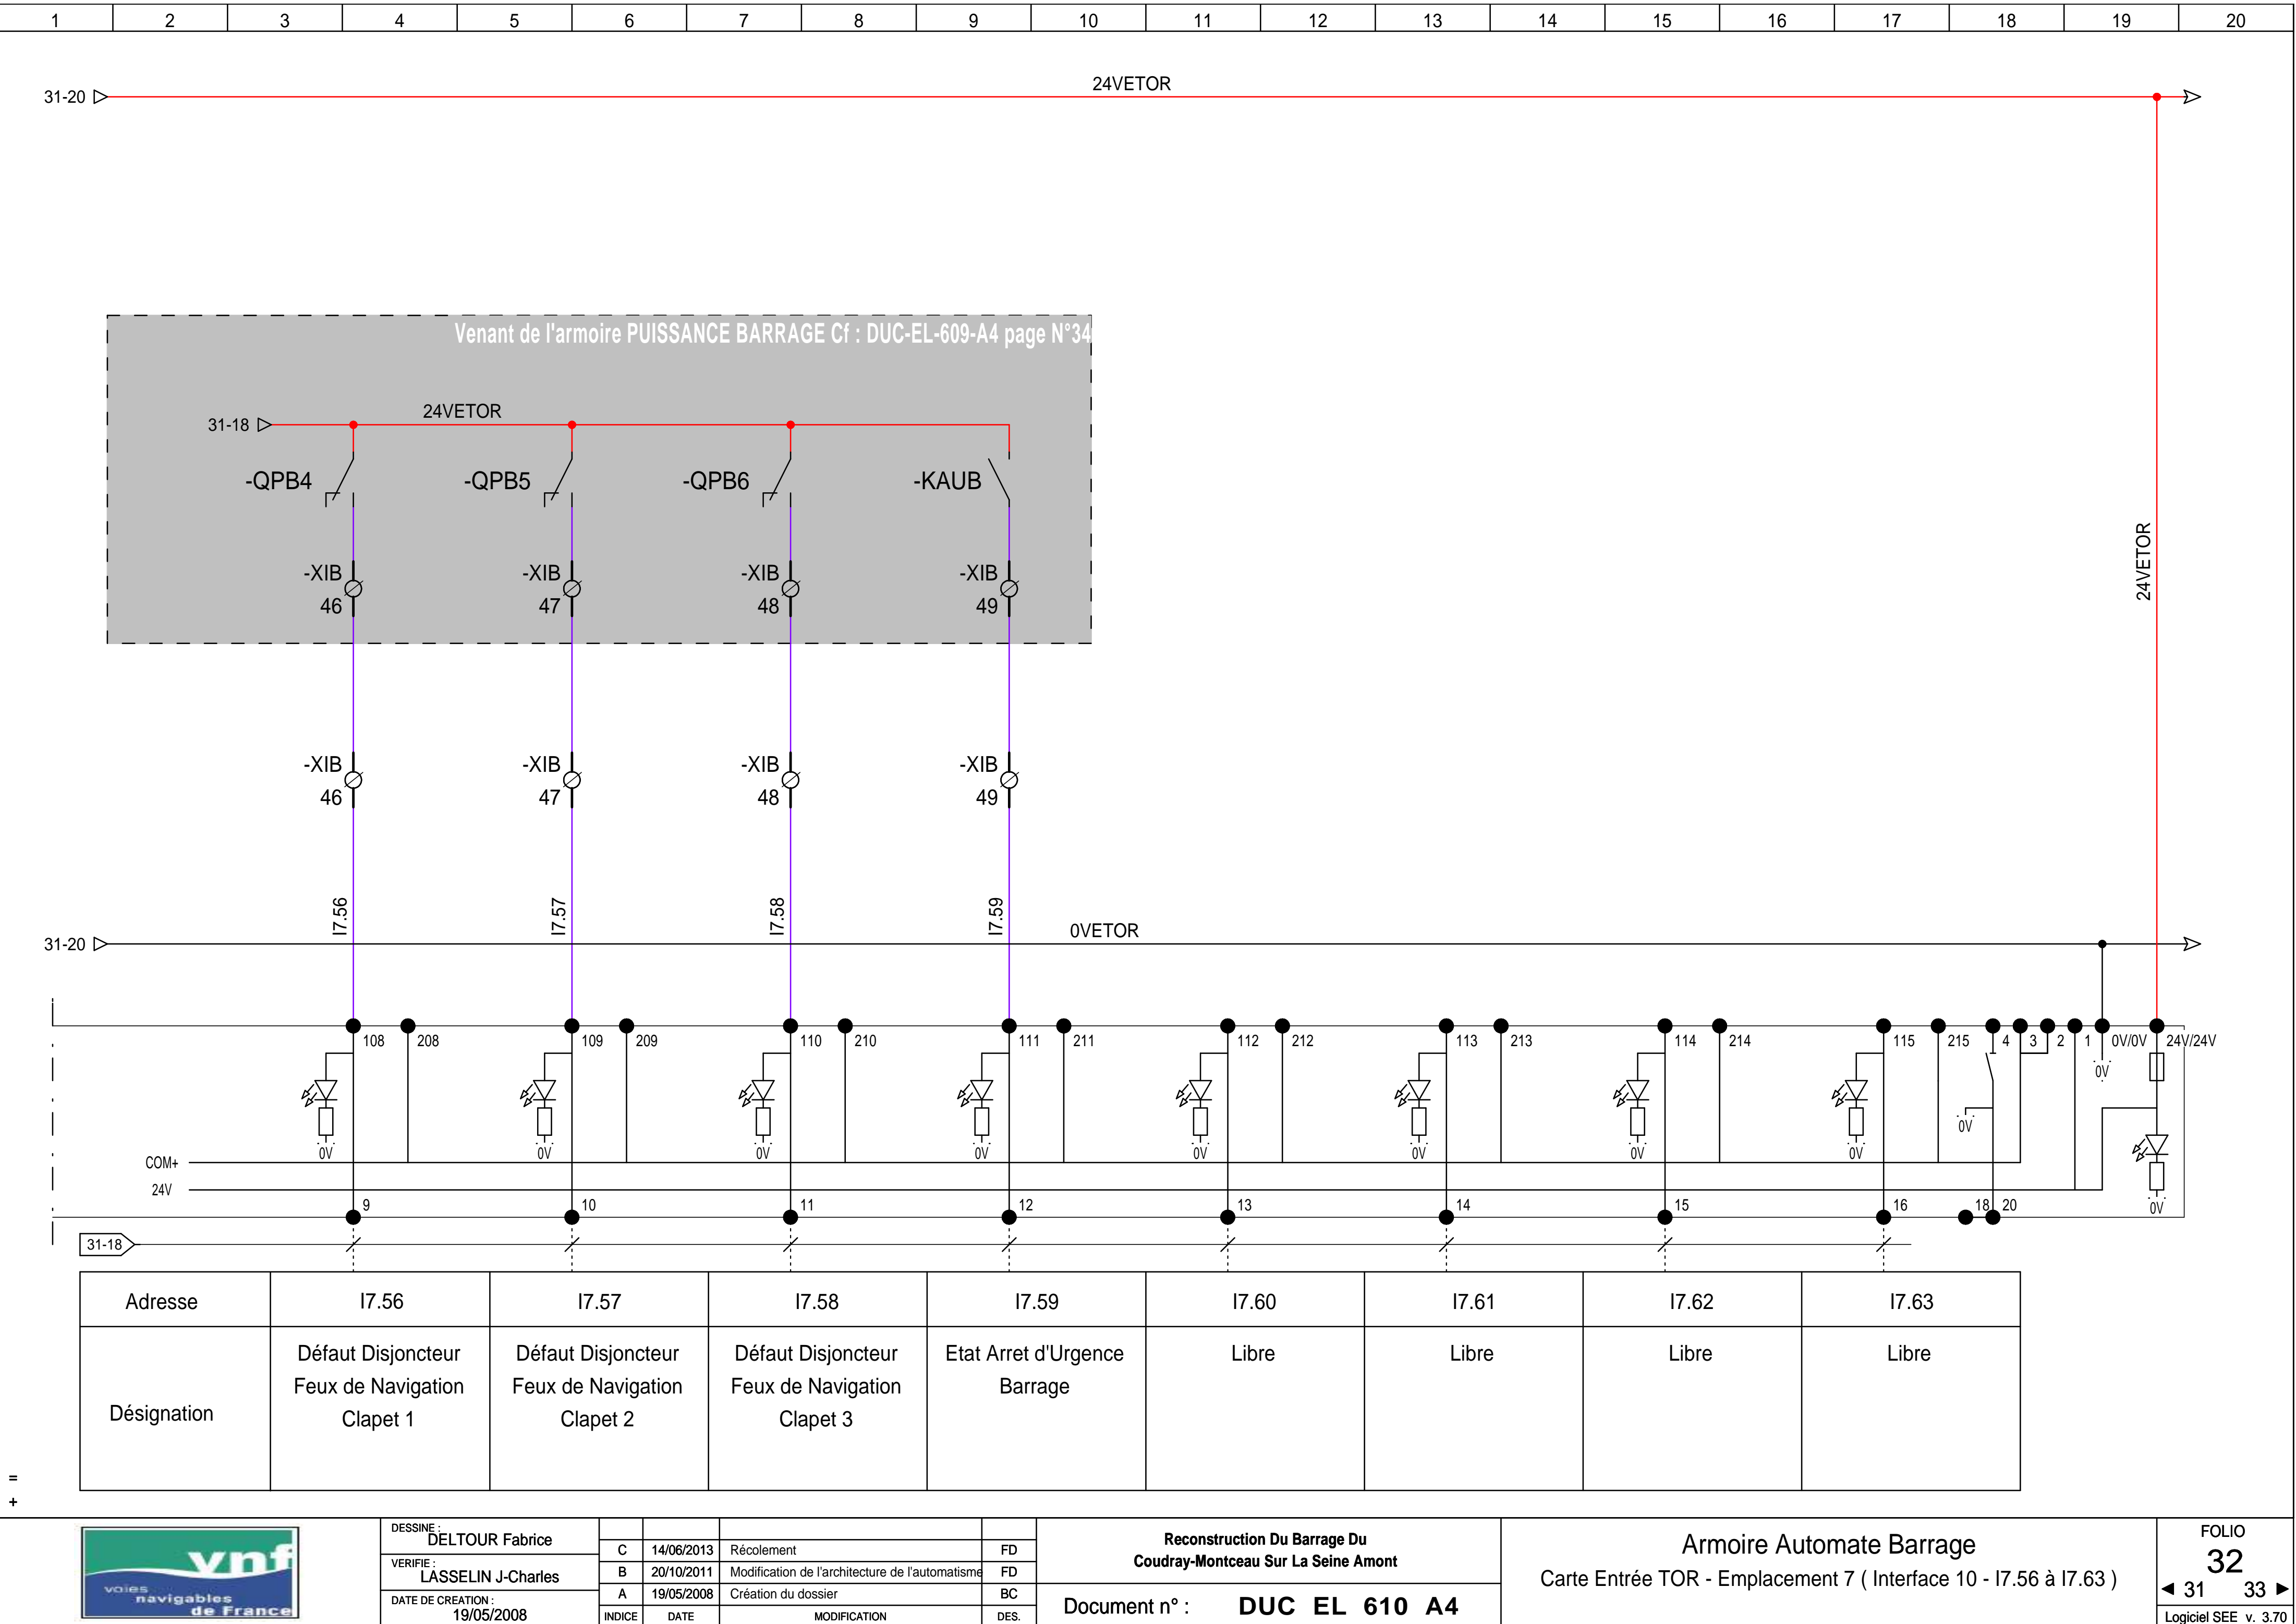 1 2 3 4 5 6 7 8 9 10 11 12 13 14 15 16 17 18 19 20
31-20 24VETOR
Venant de l'armoire PUISSANCE BARRAGE Cf : DUC-EL-609-A4 page N°34
31-18 24VETOR
-QPB4 -QPB5 -QPB6 -KAUB
24VETOR
-XIB -XIB -XIB -XIB
46 47 48 49
-XIB -XIB -XIB -XIB
46 47 48 49
I7.56 I7.57 I7.58 I7.59
31-20 0VETOR
108 208 109 209 110 210 111 211 112 212 113 213 114 214 115 215 4 3 2 1 0V/0V 24V/24V
0V
0V
0V 0V 0V 0V 0V 0V 0V 0V
COM+
24V
9 10 11 12 13 14 15 16 18 20
0V
31-18
Adresse I7.56 I7.57 I7.58 I7.59 I7.60 I7.61 I7.62 I7.63
Désignation
Défaut Disjoncteur
Feux de Navigation
Clapet 1
Défaut Disjoncteur
Feux de Navigation
Clapet 2
Défaut Disjoncteur
Feux de Navigation
Clapet 3
Etat Arret d'Urgence
Barrage
Libre
Libre
Libre
Libre
=
+
vnf
voies
navigables
de France
DESSINE :
DELTOUR Fabrice
VERIFIE :
LASSELIN J-Charles
DATE DE CREATION :
19/05/2008
C 14/06/2013 Récolement FD
B 20/10/2011 Modification de l'architecture de l'automatisme FD
A 19/05/2008 Création du dossier BC
INDICE DATE MODIFICATION DES.
Reconstruction Du Barrage Du
Coudray-Montceau Sur La Seine Amont
Document n° : DUC EL 610 A4
Armoire Automate Barrage
Carte Entrée TOR - Emplacement 7 ( Interface 10 - I7.56 à I7.63 )
FOLIO
32
31 33
Logiciel SEE v. 3.70